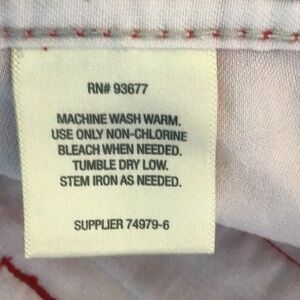 RN# 93677
MACHINE WASH WARM.
USE ONLY NON-CHLORINE
BLEACH WHEN NEEDED.
TUMBLE DRY LOW.
STEM IRON AS NEEDED.
SUPPLIER 74979-6